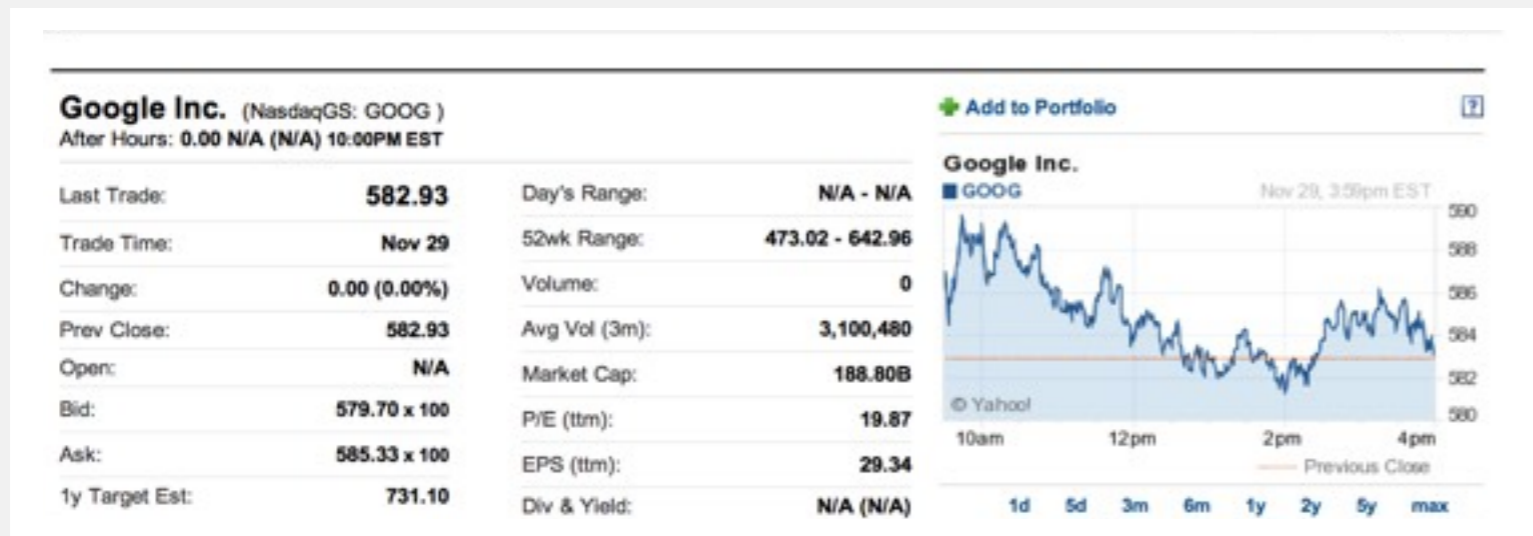 Google Inc. (NasdaqGS: GOOG )
After Hours: 0.00 N/A (N/A) 10:00PM EST
Last Trade: 582.93
Trade Time: Nov 29
Change: 0.00 (0.00%)
Prev Close: 582.93
Open: N/A
Bid: 579.70 x 100
Ask: 585.33 x 100
1y Target Est: 731.10
Day's Range: N/A - N/A
52wk Range: 473.02 - 642.96
Volume: 0
Avg Vol (3m): 3,100,480
Market Cap: 188.80B
P/E (ttm): 19.87
EPS (ttm): 29.34
Div & Yield: N/A (N/A)
Add to Portfolio ?
Google Inc.
GOOG Nov 29, 3:59pm EST
590
588
586
584
582
580
© Yahoo!
10am 12pm 2pm 4pm
Previous Close
1d 5d 3m 6m 1y 2y 5y max